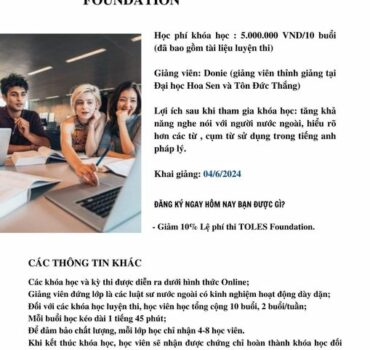 FOUNDATION
Học phí khóa học : 5.000.000 VND/10 buổi
(đã bao gồm tài liệu luyện thi)
Giảng viên: Donie (giảng viên thỉnh giảng tại
Đại học Hoa Sen và Tôn Đức Thắng)
Lợi ích sau khi tham gia khóa học: tăng khả
năng nghe nói với người nước ngoài, hiểu rõ
hơn các từ , cụm từ sử dụng trong tiếng anh
pháp lý.
Khai giảng: 04/6/2024
ĐĂNG KÝ NGAY HÔM NAY BẠN ĐƯỢC GÌ?
- Giảm 10% Lệ phí thi TOLES Foundation.
CÁC THÔNG TIN KHÁC
Các khóa học và kỳ thi được diễn ra dưới hình thức Online;
Giảng viên đứng lớp là các luật sư nước ngoài có kinh nghiệm hoạt động dày dặn;
Đối với các khóa học luyện thi, học viên học tổng cộng 10 buổi, 2 buổi/tuần;
Mỗi buổi học kéo dài 1 tiếng 45 phút;
Để đảm bảo chất lượng, mỗi lớp học chỉ nhận 4-8 học viên.
Khi kết thúc khóa học, học viên sẽ nhận được chứng chỉ hoàn thành khóa học đối